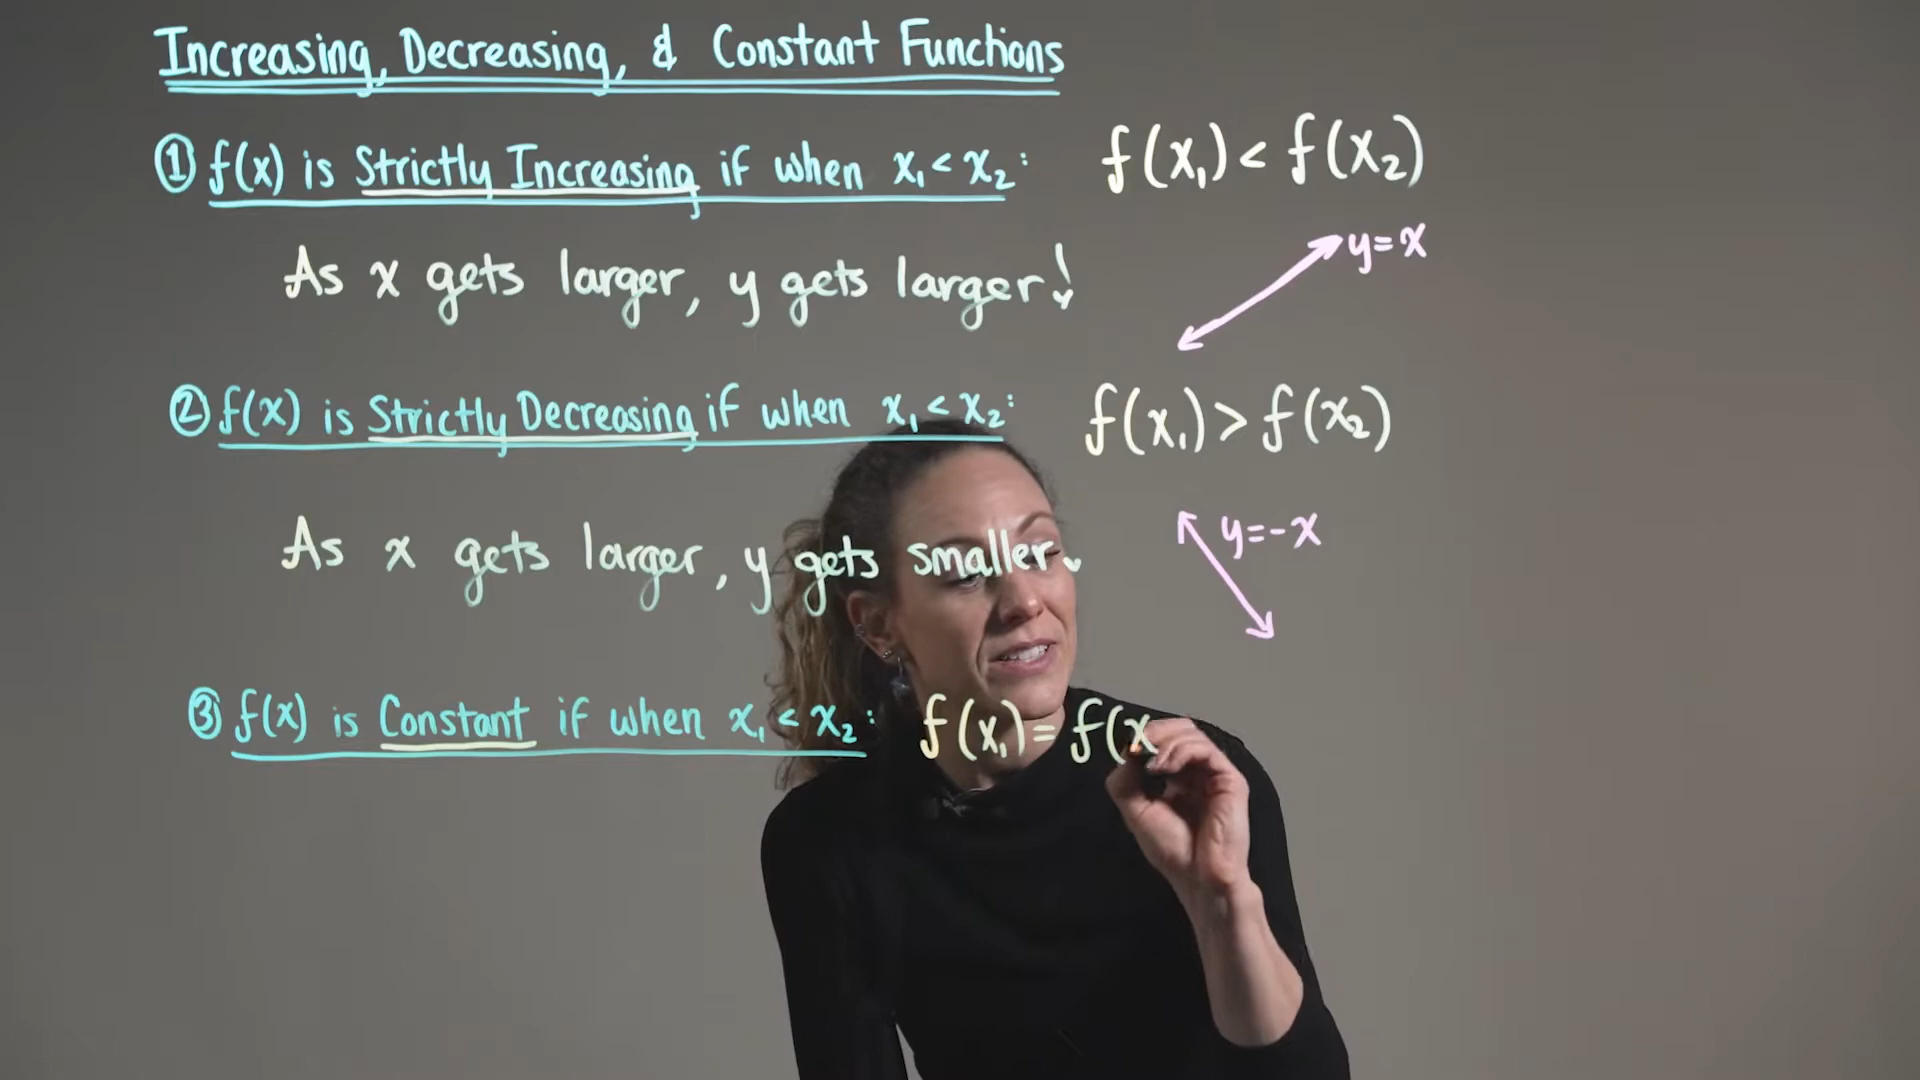 Increasing, Decreasing, & Constant Functions
① f(x) is Strictly Increasing if when x₁ < x₂: f(x₁) < f(x₂)
y=x
As x gets larger, y gets larger!
② f(x) is Strictly Decreasing if when x₁ < x₂: f(x₁) > f(x₂)
y=-x
As x gets larger, y gets smaller.
③ f(x) is Constant if when x₁ < x₂: f(x₁) = f(x